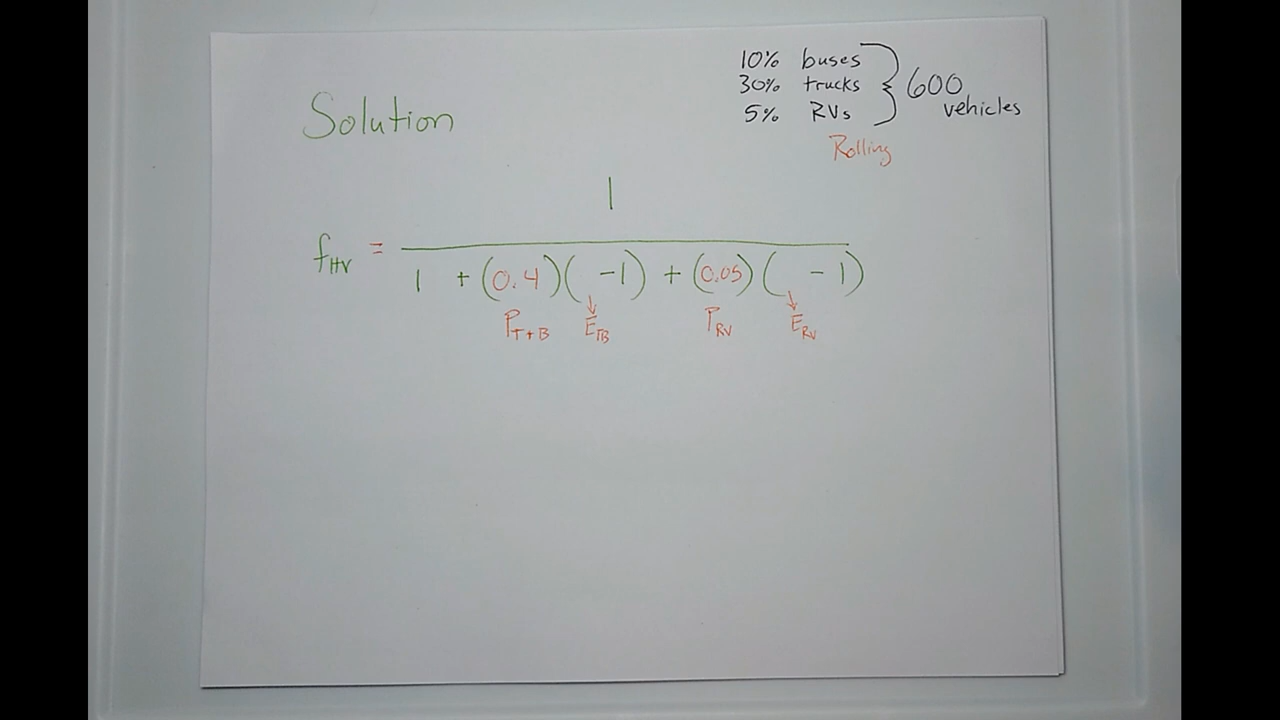 Solution
10% buses
30% trucks
5% RVs
600
vehicles
Rolling
1
fHV =
1 + (0.4)( -1) + (0.05)( - 1)
↓
↓
PT+B ETB PRV ERV